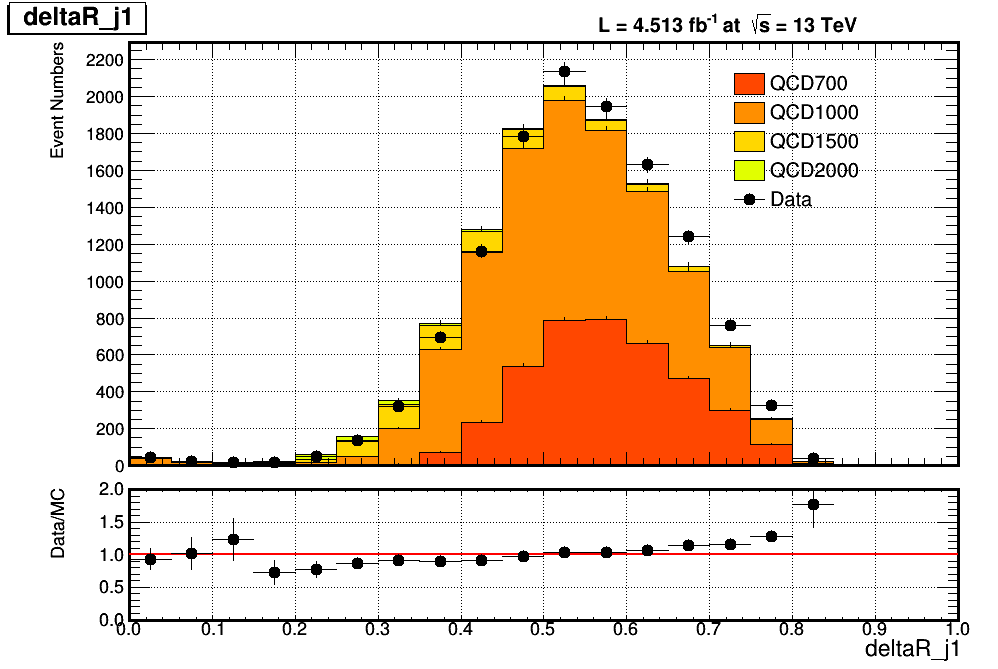 deltaR_j1
L = 4.513 fb⁻¹ at √s = 13 TeV
Event Numbers
2200
2000
1800
1600
1400
1200
1000
800
600
400
200
0
QCD700
QCD1000
QCD1500
QCD2000
Data
Data/MC
2.0
1.5
1.0
0.5
0.0
0.0 0.1 0.2 0.3 0.4 0.5 0.6 0.7 0.8 0.9 1.0
deltaR_j1